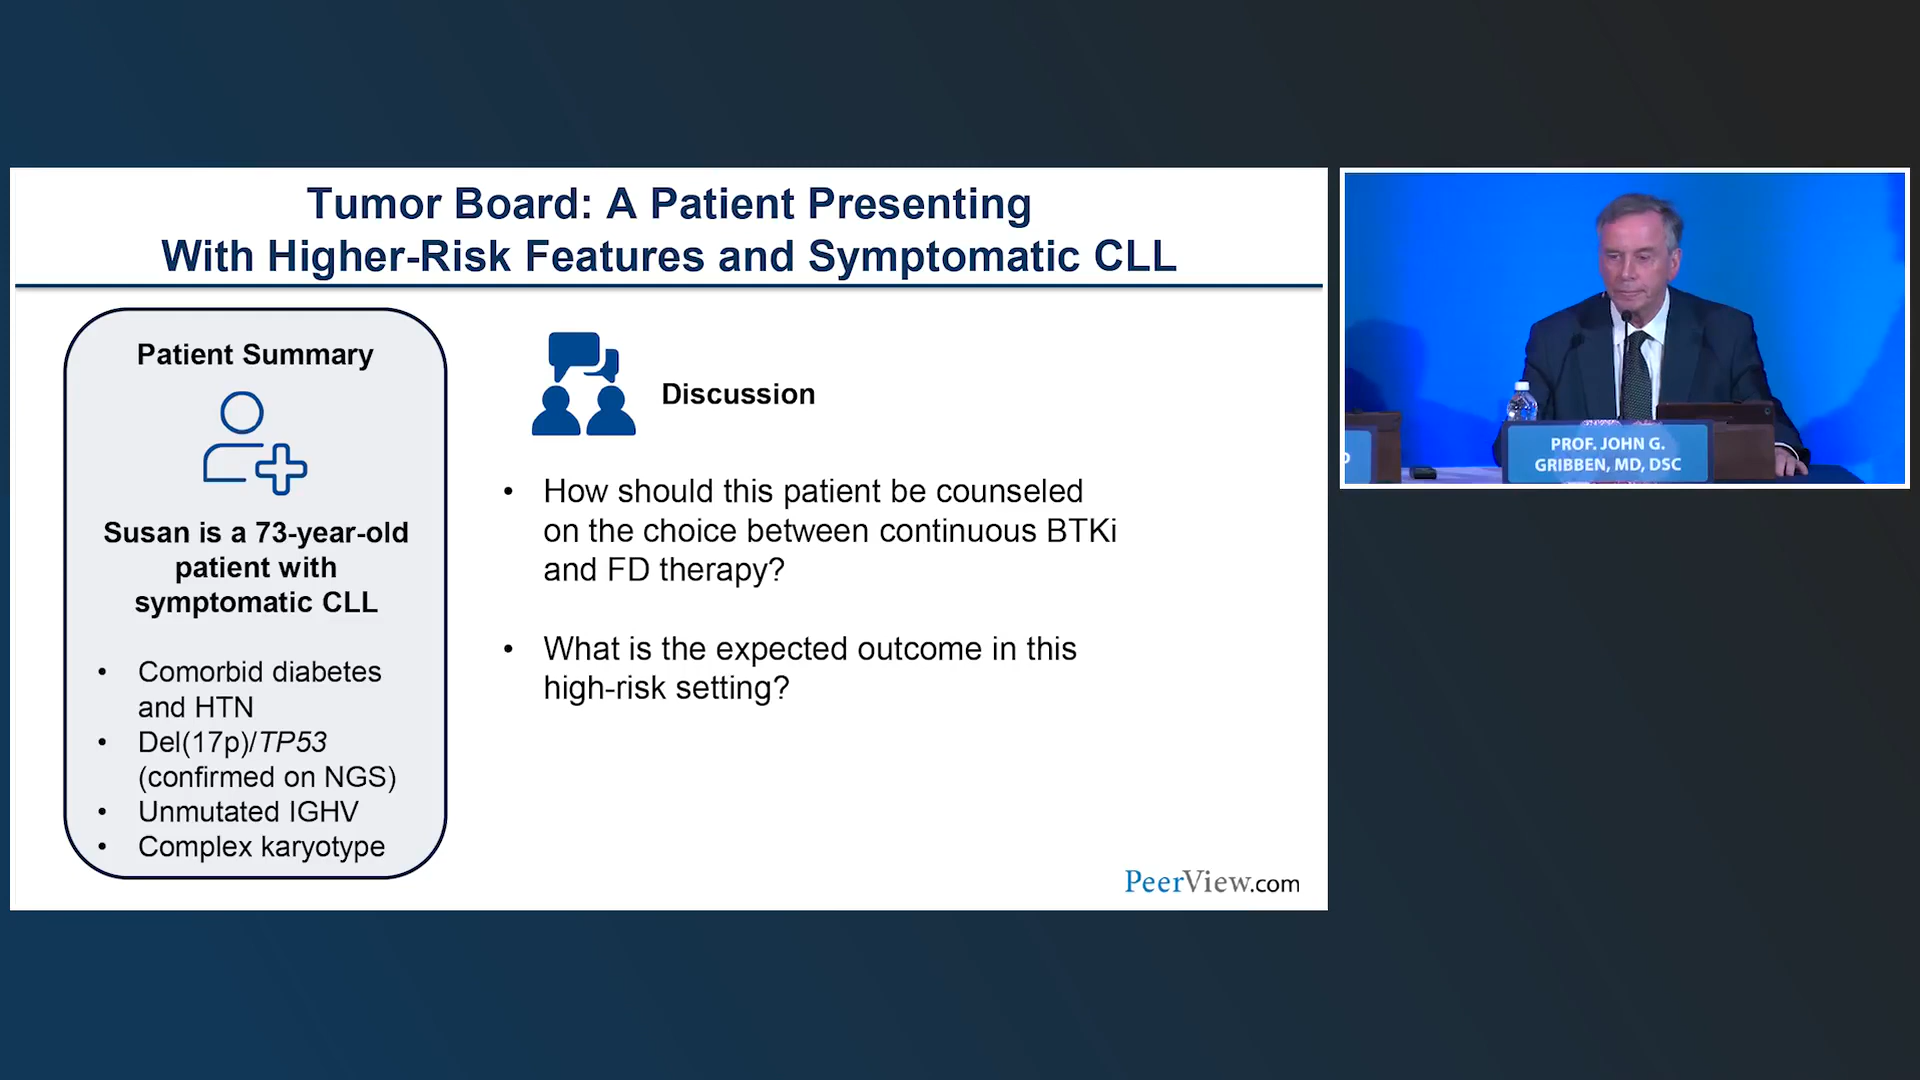 Tumor Board: A Patient Presenting
With Higher-Risk Features and Symptomatic CLL
Patient Summary
Susan is a 73-year-old
patient with
symptomatic CLL
• Comorbid diabetes
and HTN
• Del(17p)/TP53
(confirmed on NGS)
• Unmutated IGHV
• Complex karyotype
Discussion
• How should this patient be counseled
on the choice between continuous BTKi
and FD therapy?
• What is the expected outcome in this
high-risk setting?
PeerView.com
PROF. JOHN G.
GRIBBEN, MD, DSC